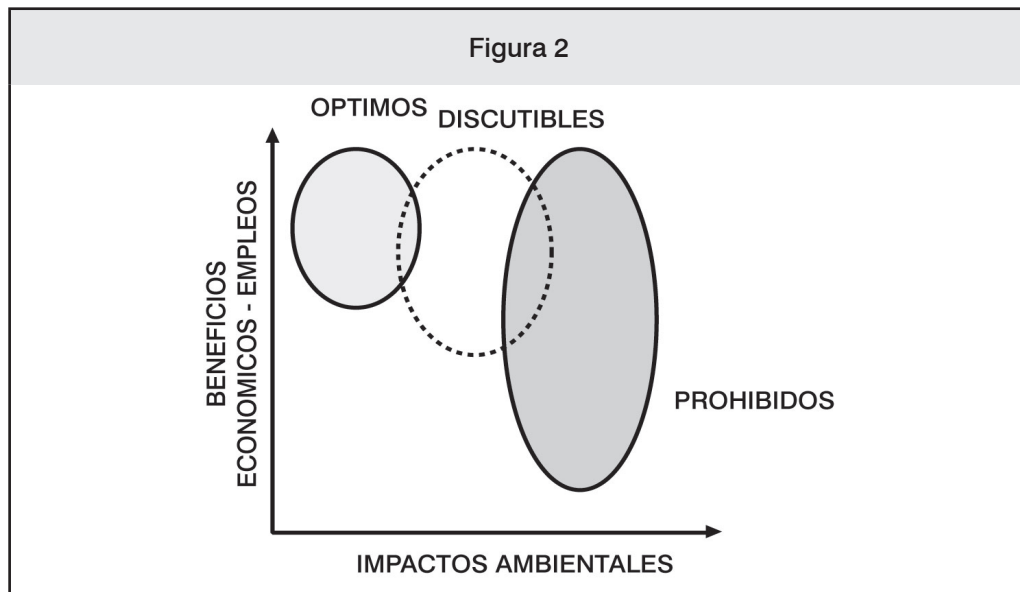 Figura 2
OPTIMOS
DISCUTIBLES
BENEFICIOS
ECONOMICOS - EMPLEOS
PROHIBIDOS
IMPACTOS AMBIENTALES